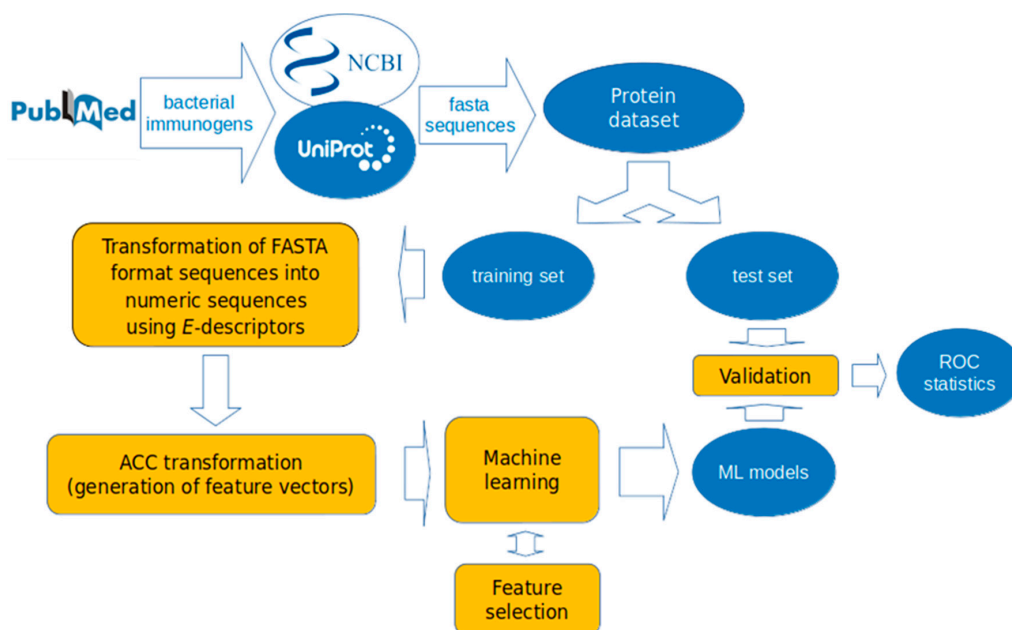 PubMed
bacterial
immunogens
NCBI
UniProt
fasta
sequences
Protein
dataset
Transformation of FASTA
format sequences into
numeric sequences
using E-descriptors
training set
test set
Validation
ROC
statistics
ACC transformation
(generation of feature vectors)
Machine
learning
ML models
Feature
selection